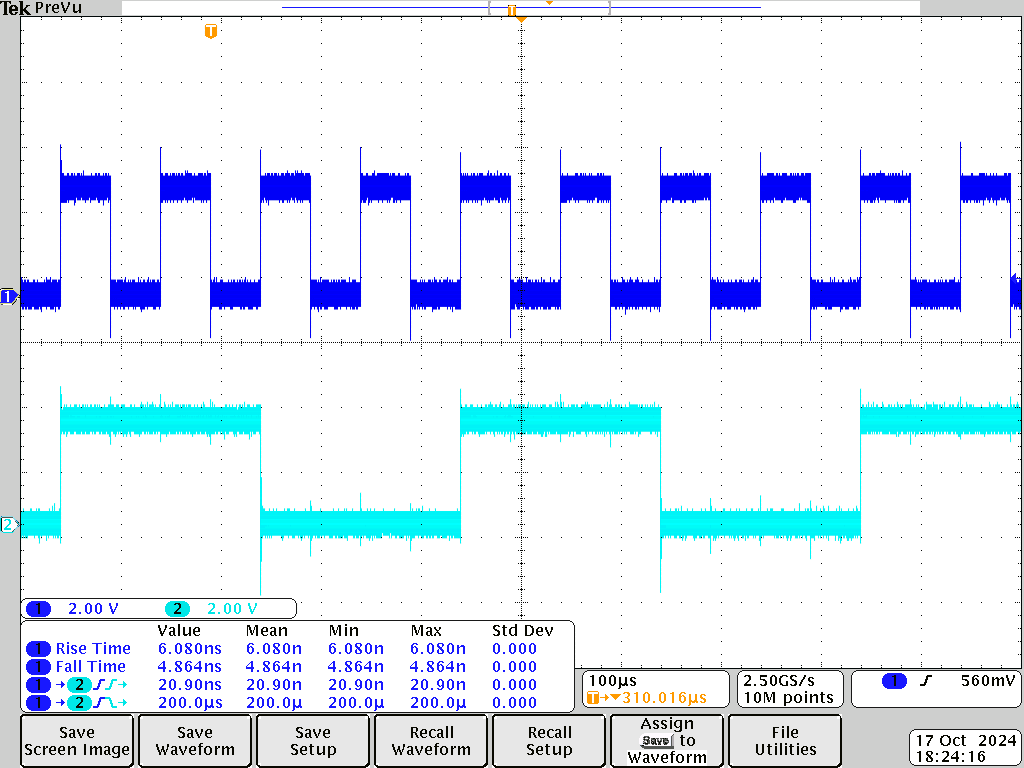 Tek PreVu
T
T
1
2
1 2.00 V 2 2.00 V
Value Mean Min Max Std Dev
1 Rise Time 6.080ns 6.080n 6.080n 6.080n 0.000
1 Fall Time 4.864ns 4.864n 4.864n 4.864n 0.000
1 → 2 20.90ns 20.90n 20.90n 20.90n 0.000
1 → 2 200.0µs 200.0µ 200.0µ 200.0µ 0.000
100µs
T→▼310.016µs
2.50GS/s
10M points
1 560mV
Save
Screen Image
Save
Waveform
Save
Setup
Recall
Waveform
Recall
Setup
Assign
Save to
Waveform
File
Utilities
17 Oct 2024
18:24:16